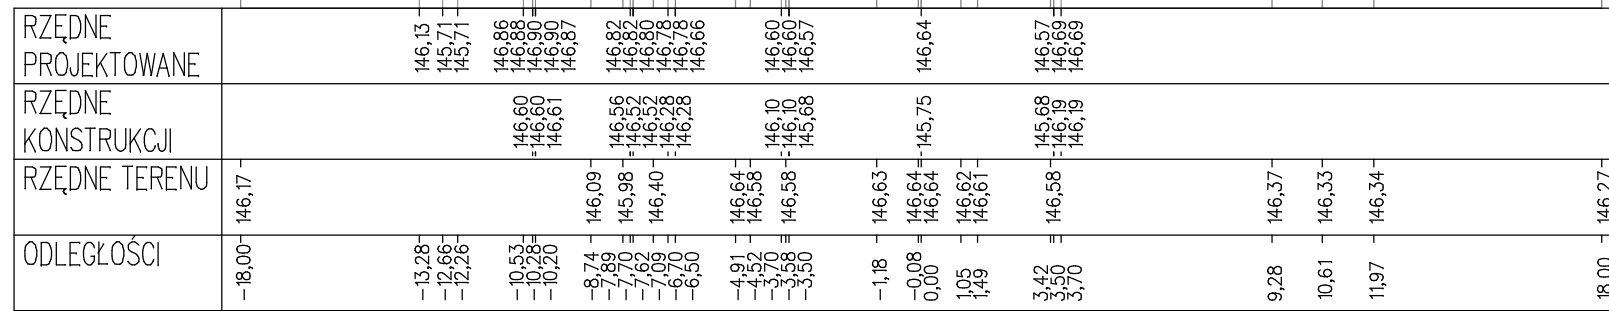 RZĘDNE
PROJEKTOWANE
146,13 145,71 145,71 146,86 146,88 146,90 146,90 146,87 146,82 146,82 146,80 146,78 146,78 146,66 146,60 146,60 146,57 146,64 146,57 146,69 146,69
RZĘDNE
KONSTRUKCJI
146,60 146,60 146,61 146,56 146,52 146,52 146,28 146,28 146,10 146,10 145,68 145,75 145,68 146,19 146,19
RZĘDNE TERENU
146,17 146,09 145,98 146,40 146,64 146,58 146,58 146,63 146,64 146,64 146,62 146,61 146,58 146,37 146,33 146,34 146,27
ODLEGŁOŚCI
-18,00 -13,28 -12,66 -12,26 -10,53 -10,28 -10,20 -8,74 -7,89 -7,70 -7,62 -7,09 -6,70 -6,50 -4,91 -4,52 -3,70 -3,58 -3,50 -1,18 -0,08 0,00 1,05 1,49 3,42 3,50 3,70 9,28 10,61 11,97 18,00